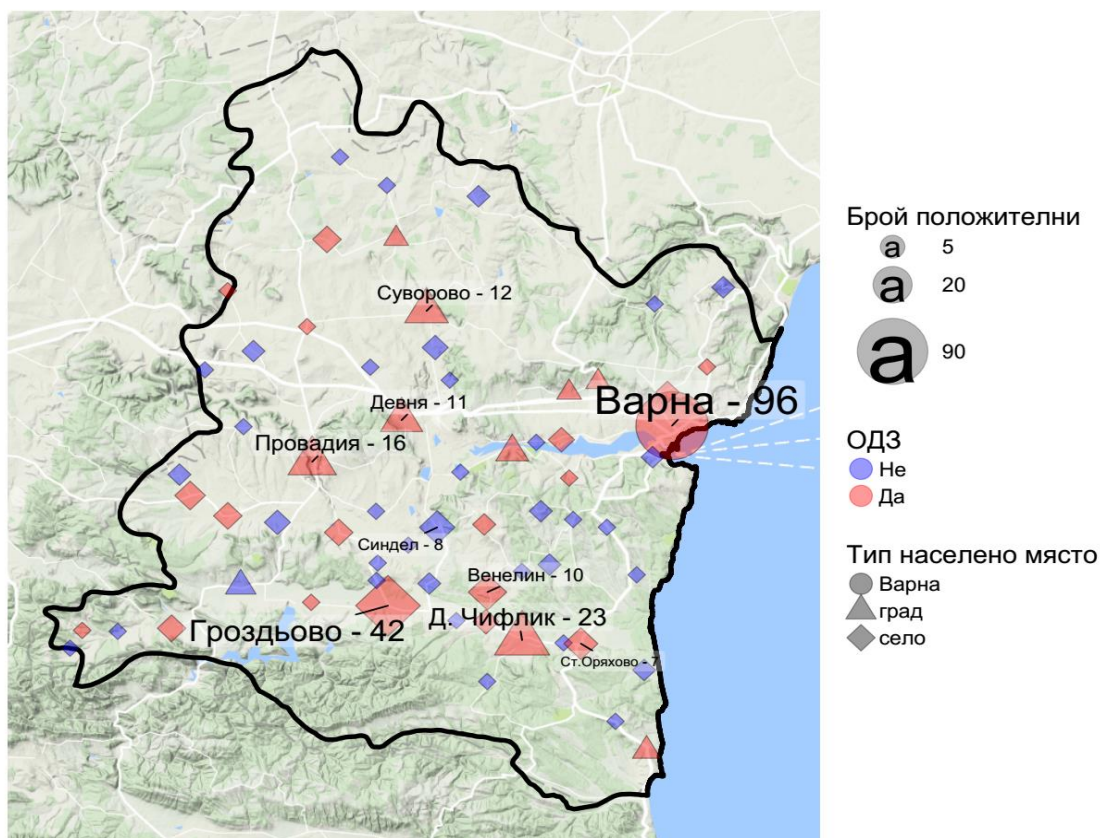 Суворово - 12
Девня - 11
Варна - 96
Провадия - 16
Синдел - 8
Венелин - 10
Д. Чифлик - 23
Гроздьово - 42
Ст.Оряхово - 7
Брой положителни
a 5
a 20
a 90
ОДЗ
Не
Да
Тип населено място
Варна
град
село